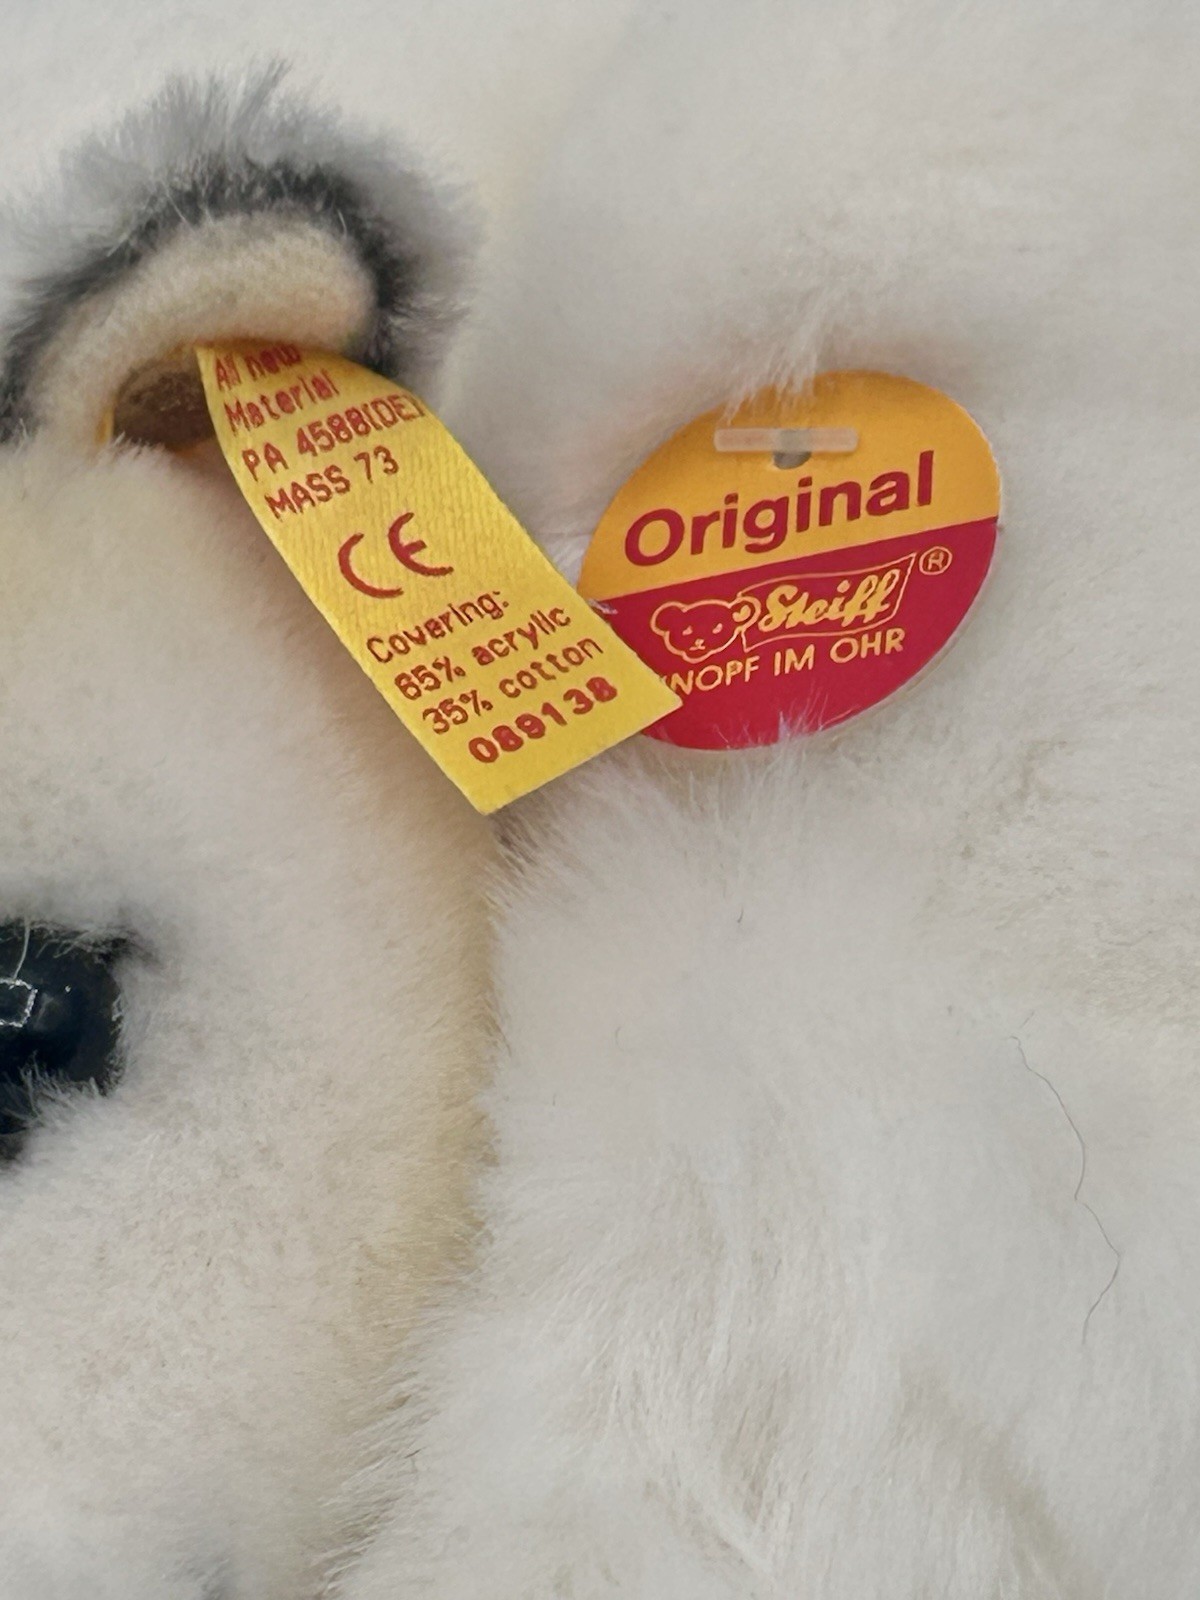 All new
Material
PA 4588(DE)
MASS 73
CE
Covering:
65% acrylic
35% cotton
089138
Original
Steiff®
KNOPF IM OHR